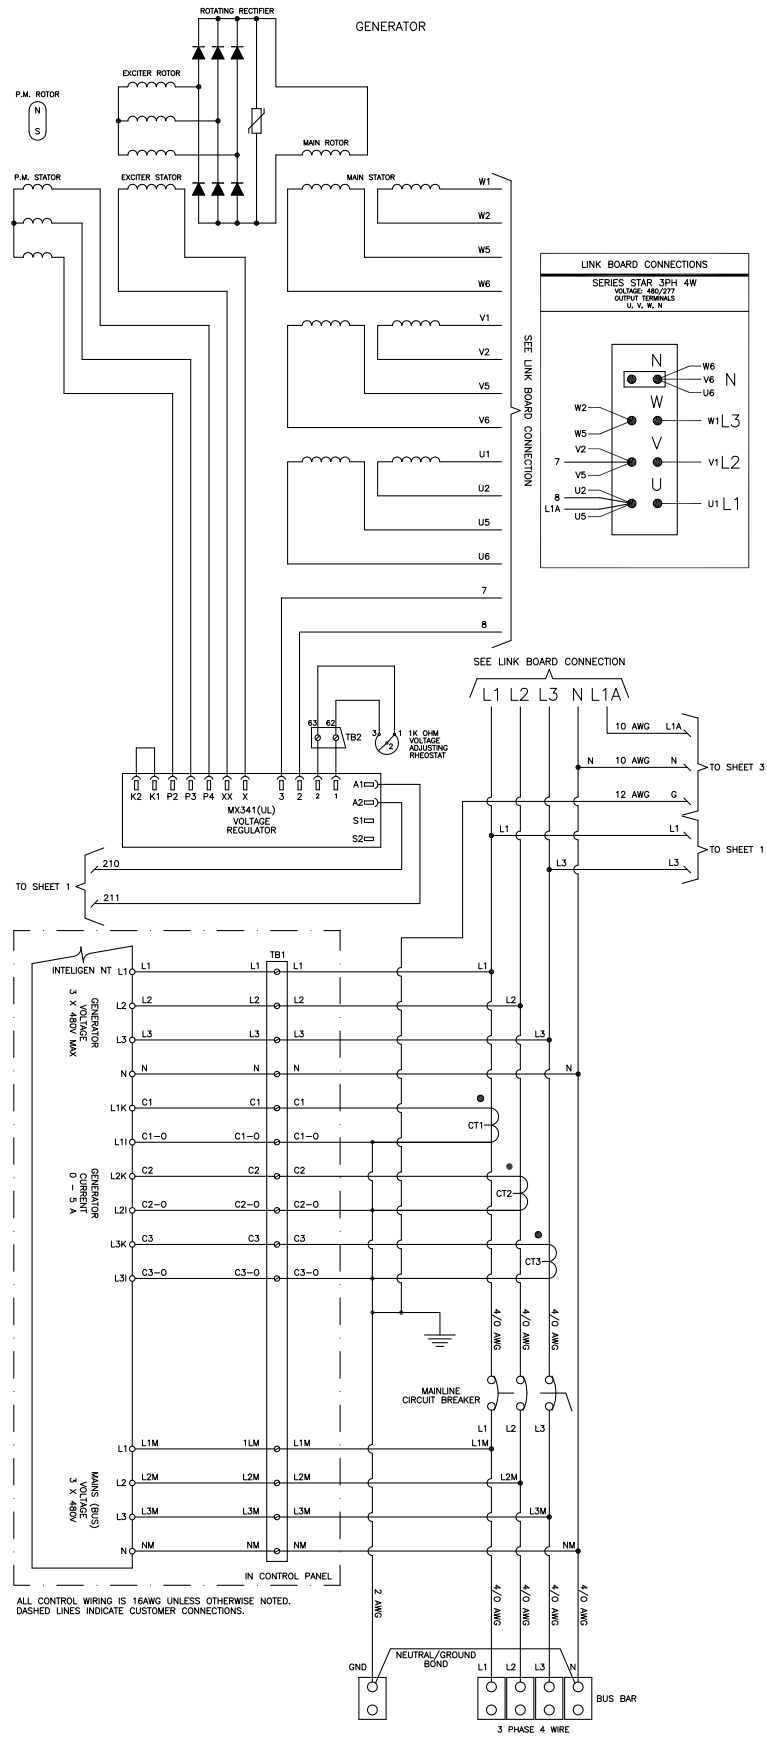 ROTATING RECTIFIER
GENERATOR
EXCITER ROTOR
P.M. ROTOR
N
S
MAIN ROTOR
P.M. STATOR
EXCITER STATOR
MAIN STATOR
W1
W2
W5
W6
V1
V2
V5
V6
U1
U2
U5
U6
7
8
SEE LINK BOARD CONNECTION
LINK BOARD CONNECTIONS
SERIES STAR 3PH 4W
VOLTAGE: 480/277
OUTPUT TERMINALS
U, V, W, N
N
W6
V6 N
U6
W
W2
W5
W1 L3
V
V2
7
V5
V1 L2
U
U2
8
L1A
U5
U1 L1
SEE LINK BOARD CONNECTION
L1 L2 L3 N L1A
10 AWG L1A
N 10 AWG N
TO SHEET 3
12 AWG G
L1 L1
TO SHEET 1
L3 L3
63 62
TB2
3 1
2
1K OHM
VOLTAGE
ADJUSTING
RHEOSTAT
K2 K1 P2 P3 P4 XX X 3 2 2 1
A1
A2
S1
S2
MX341(UL)
VOLTAGE
REGULATOR
210
TO SHEET 1
211
INTELIGEN NT
TB1
L1 L1 L1 L1 L1
L2 L2 L2 L2 L2
L3 L3 L3 L3 L3
N N N N N
GENERATOR
VOLTAGE
3 X 480V MAX
L1K C1 C1 C1
CT1
L1I C1-O C1-O C1-O
L2K C2 C2 C2
CT2
L2I C2-O C2-O C2-O
GENERATOR
CURRENT
0 - 5 A
L3K C3 C3 C3
CT3
L3I C3-O C3-O C3-O
4/0 AWG
4/0 AWG
4/0 AWG
MAINLINE
CIRCUIT BREAKER
L1 L2 L3
L1 L1M 1LM L1M L1M
L2 L2M L2M L2M L2M
L3 L3M L3M L3M L3M
N NM NM NM NM
MAINS (BUS)
VOLTAGE
3 X 480V
IN CONTROL PANEL
ALL CONTROL WIRING IS 16AWG UNLESS OTHERWISE NOTED.
DASHED LINES INDICATE CUSTOMER CONNECTIONS.
2 AWG
4/0 AWG
4/0 AWG
4/0 AWG
4/0 AWG
NEUTRAL/GROUND
BOND
GND
L1 L2 L3 N
BUS BAR
3 PHASE 4 WIRE